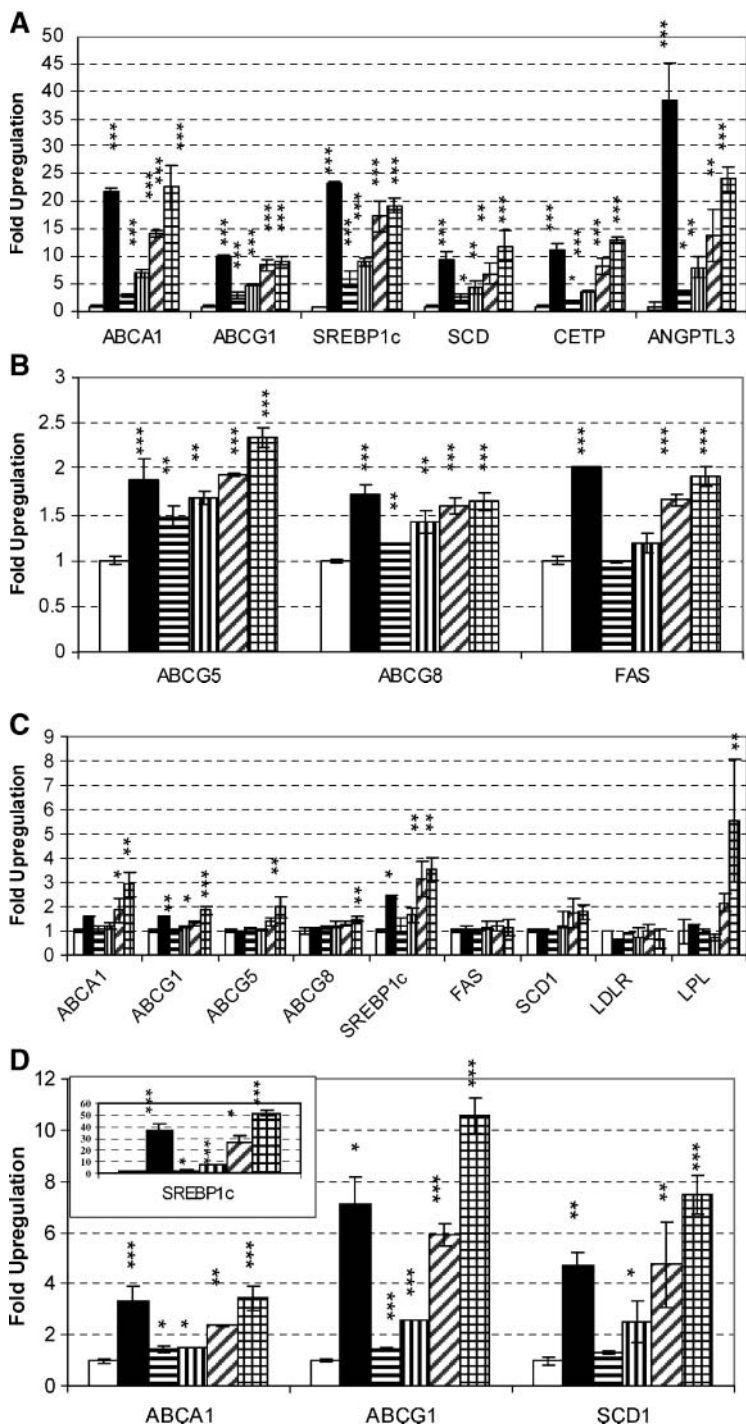 A
Fold Upregulation
50
45
40
35
30
25
20
15
10
5
0
*** *** *** *** ***
*** *** *** *** ***
*** *** *** *** ***
*** * ** ** ***
*** * *** *** ***
*** * ** ** ***
ABCA1 ABCG1 SREBP1c SCD CETP ANGPTL3
B
Fold Upregulation
3
2.5
2
1.5
1
0.5
0
*** ** ** *** ***
*** ** ** *** ***
*** *** ***
ABCG5 ABCG8 FAS
C
Fold Upregulation
9
8
7
6
5
4
3
2
1
0
* **
** * ***
**
**
* ** **
**
ABCA1 ABCG1 ABCG5 ABCG8 SREBP1c FAS SCD1 LDLR LPL
D
Fold Upregulation
12
10
8
6
4
2
0
60
50
40
30
20
10
0
*** * *** * ***
SREBP1c
*** * * ** ***
* *** *** *** ***
** * ** ***
ABCA1 ABCG1 SCD1